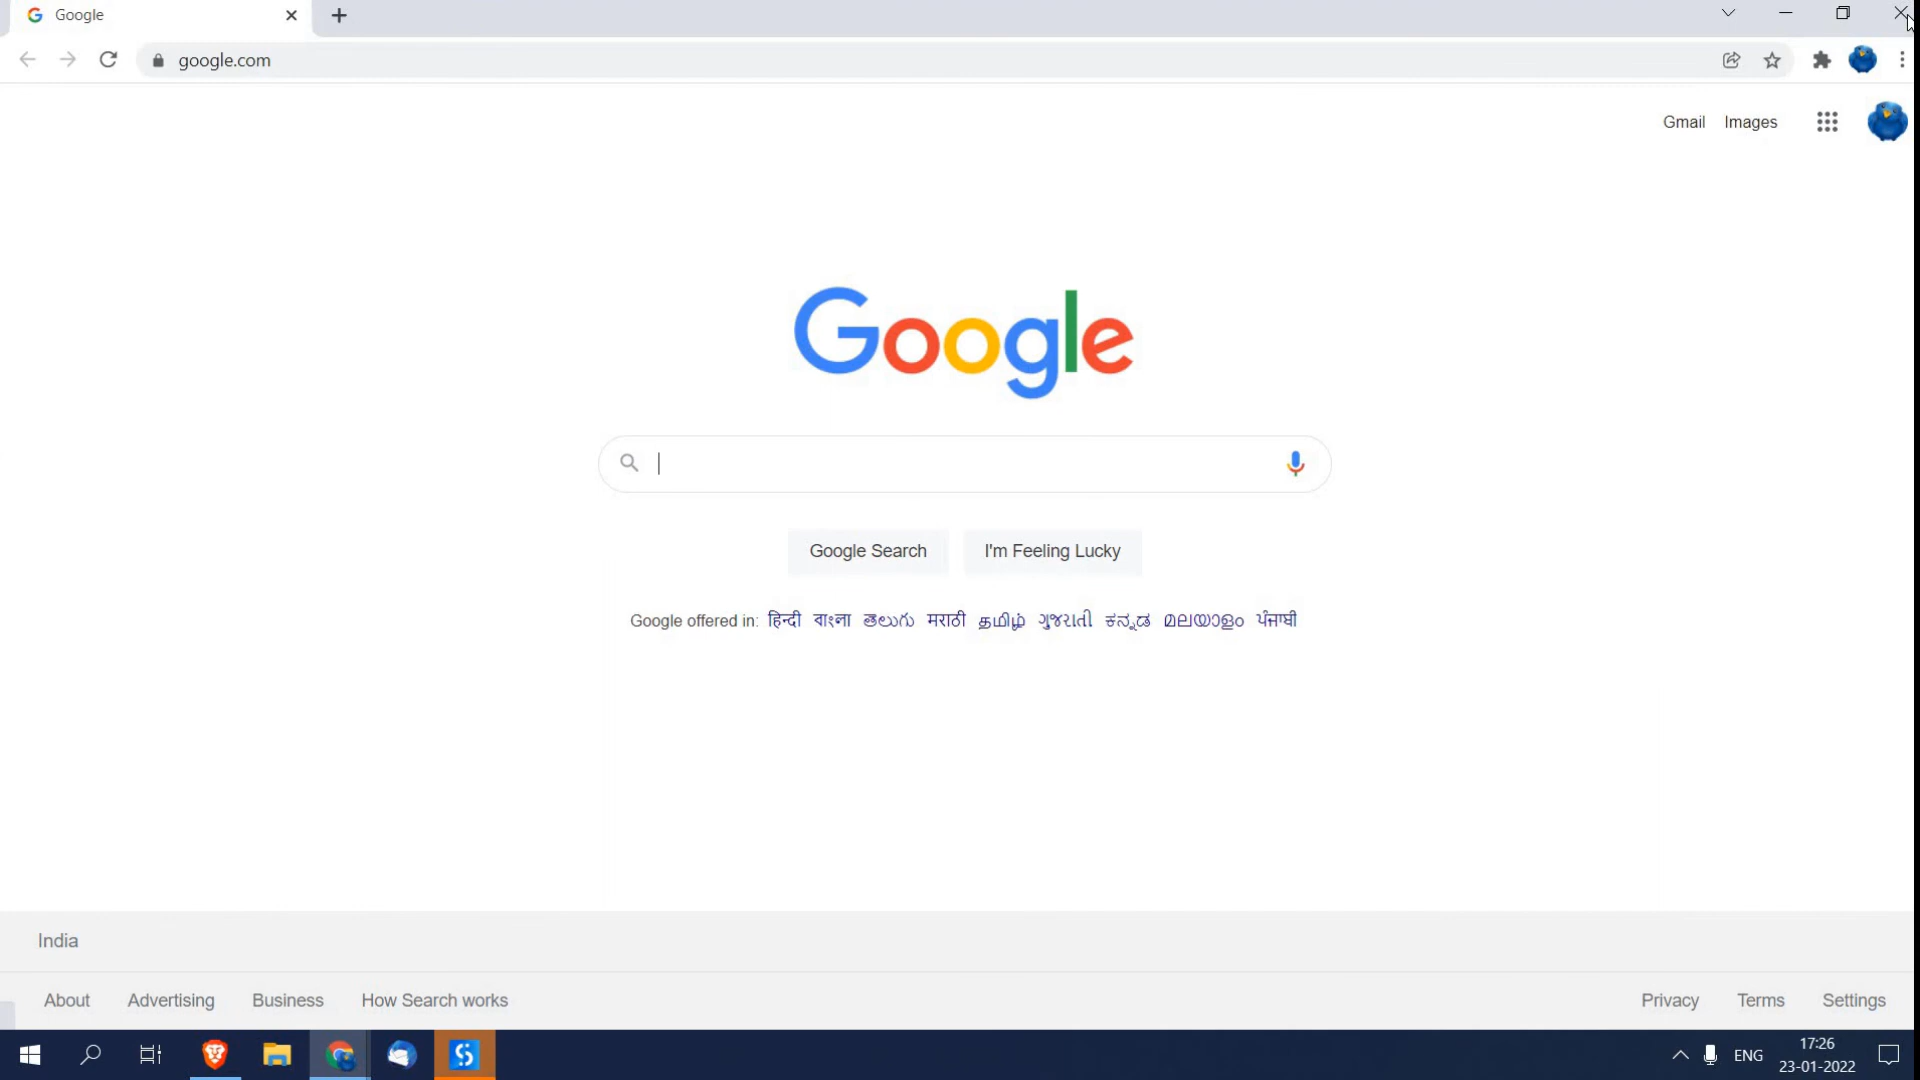 Google
google.com
Gmail Images
Google
Google Search I'm Feeling Lucky
Google offered in: हिन्दी বাংলা తెలుగు मराठी தமிழ் ગુજરાતી ಕನ್ನಡ മലയാളം ਪੰਜਾਬੀ
India
About Advertising Business How Search works Privacy Terms Settings
ENG 17:26
23-01-2022